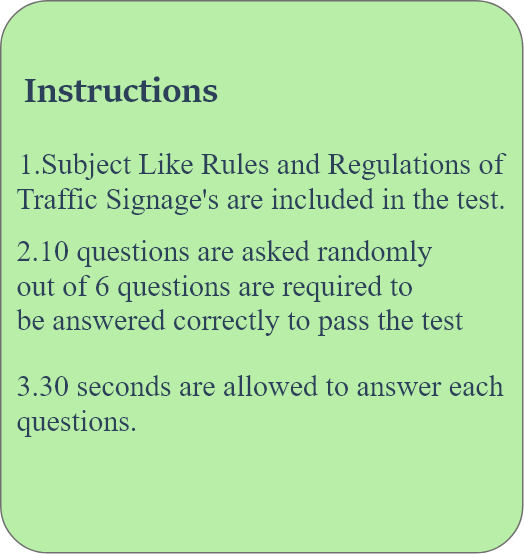 Instructions
1.Subject Like Rules and Regulations of
Traffic Signage's are included in the test.
2.10 questions are asked randomly
out of 6 questions are required to
be answered correctly to pass the test
3.30 seconds are allowed to answer each
questions.